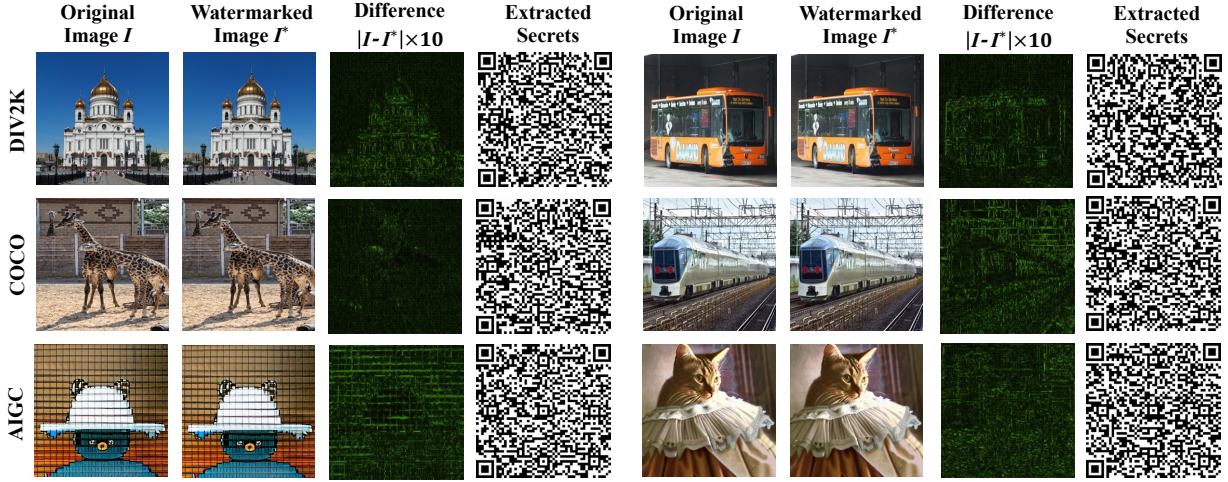 Original
Image I
Watermarked
Image I*
Difference
|I-I*|×10
Extracted
Secrets
Original
Image I
Watermarked
Image I*
Difference
|I-I*|×10
Extracted
Secrets
DIV2K
COCO
AIGC